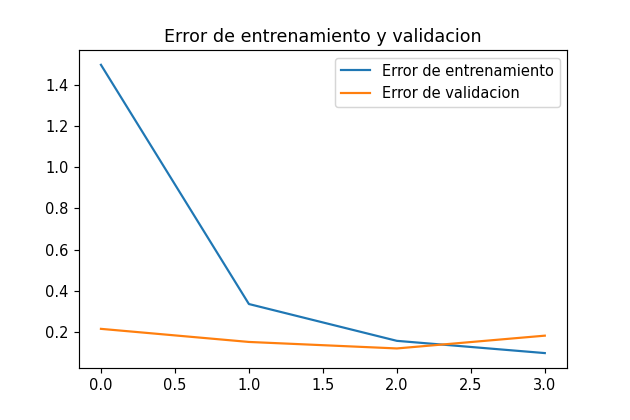 Error de entrenamiento y validacion
Error de entrenamiento
Error de validacion
1.4
1.2
1.0
0.8
0.6
0.4
0.2
0.0 0.5 1.0 1.5 2.0 2.5 3.0